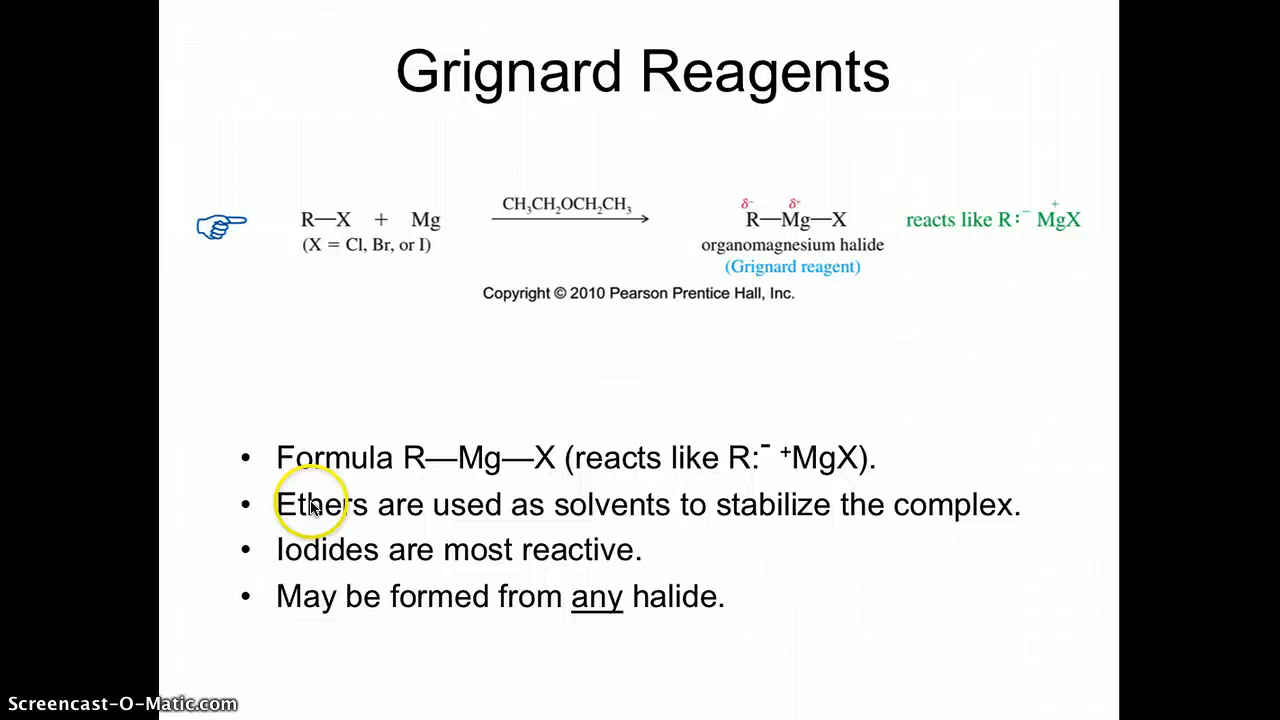 Grignard Reagents
CH₃CH₂OCH₂CH₃
δ⁻ δ⁺
R—X + Mg ⟶ R—Mg—X reacts like R:⁻ ⁺MgX
(X = Cl, Br, or I) organomagnesium halide
(Grignard reagent)
Copyright © 2010 Pearson Prentice Hall, Inc.
• Formula R—Mg—X (reacts like R:⁻ ⁺MgX).
• Ethers are used as solvents to stabilize the complex.
• Iodides are most reactive.
• May be formed from any halide.
Screencast-O-Matic.com